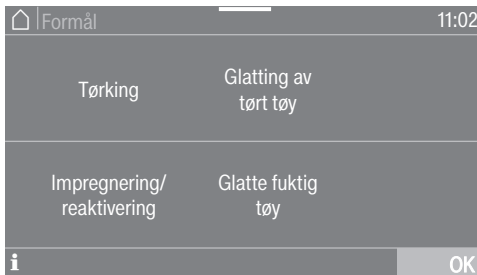 Formål
11:02
Tørking
Glatting av
tørt tøy
Impregnering/
reaktivering
Glatte fuktig
tøy
i
OK